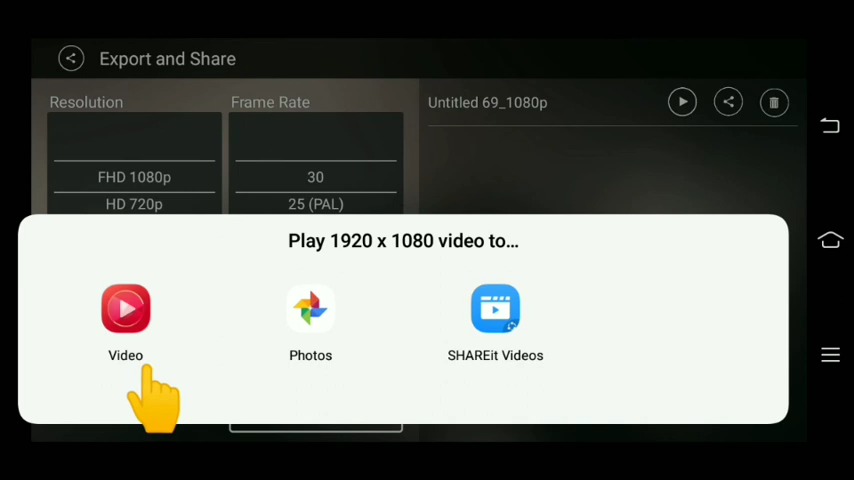 Export and Share
Resolution
Frame Rate
Untitled 69_1080p
FHD 1080p
30
HD 720p
25 (PAL)
Play 1920 x 1080 video to...
Video
Photos
SHAREit Videos